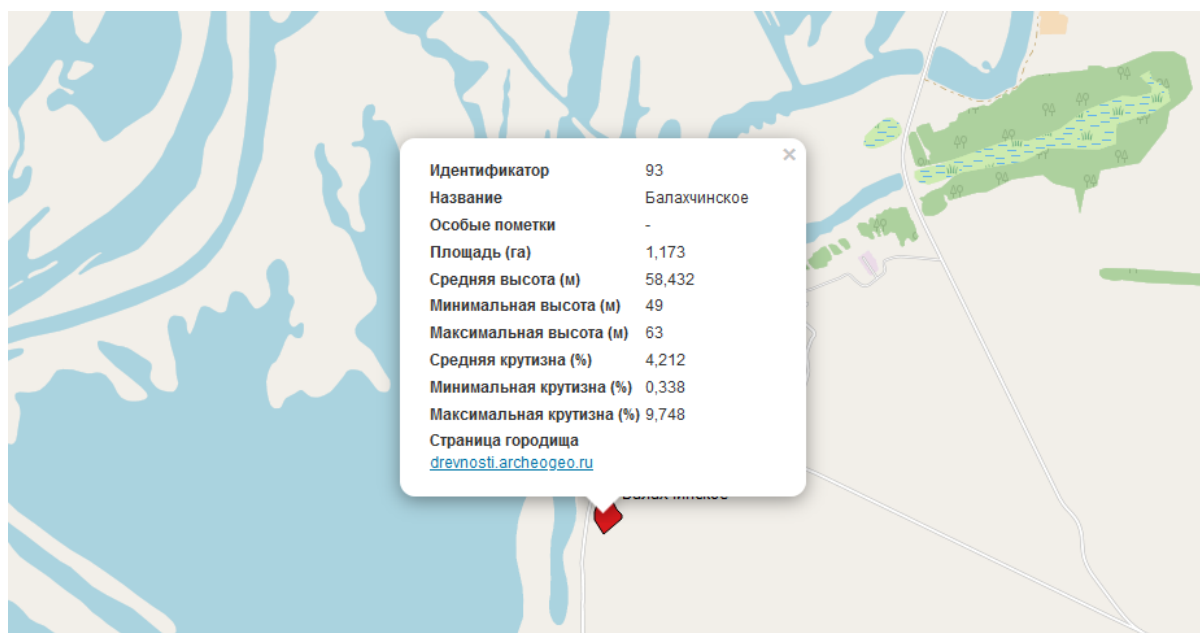 ×
Идентификатор 93
Название Балахчинское
Особые пометки -
Площадь (га) 1,173
Средняя высота (м) 58,432
Минимальная высота (м) 49
Максимальная высота (м) 63
Средняя крутизна (%) 4,212
Минимальная крутизна (%) 0,338
Максимальная крутизна (%) 9,748
Страница городища
drevnosti.archeogeo.ru
Балахчинское